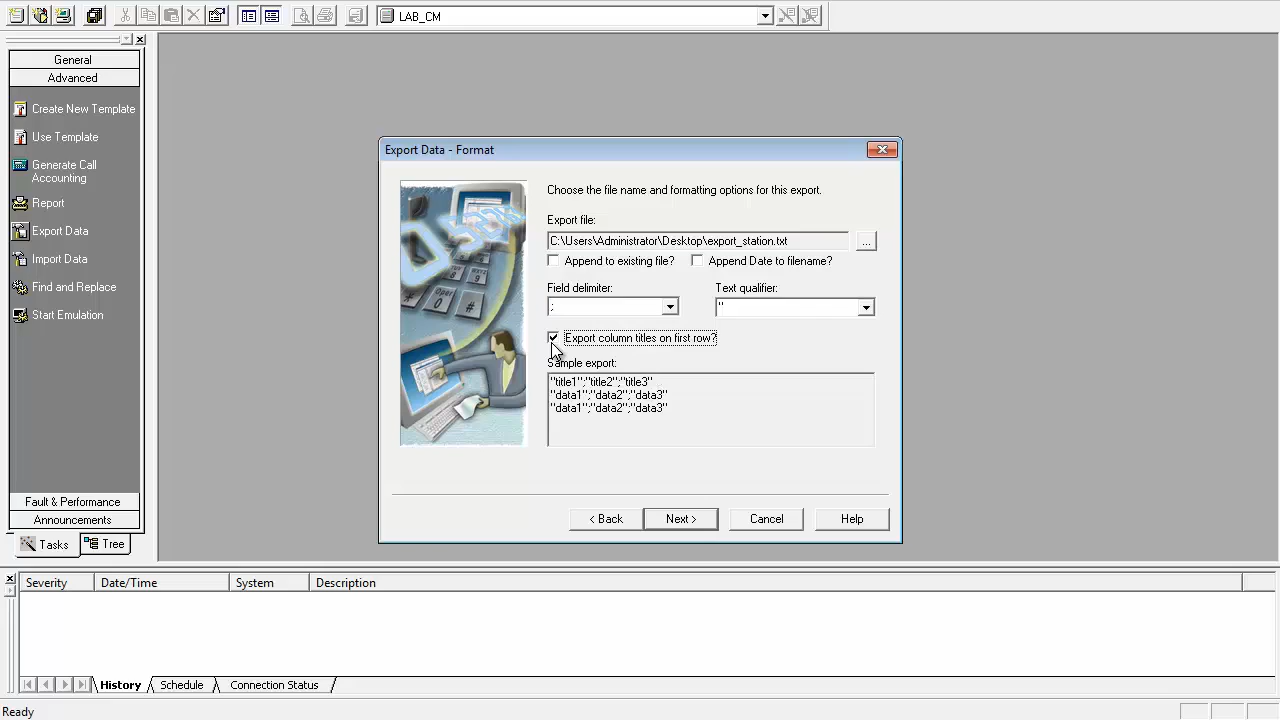 LAB_CM
General
Advanced
Create New Template
Use Template
Generate Call
Accounting
Report
Export Data
Import Data
Find and Replace
Start Emulation
Fault & Performance
Announcements
Tasks
Tree
Export Data - Format
Choose the file name and formatting options for this export.
Export file:
C:\Users\Administrator\Desktop\export_station.txt
...
Append to existing file?
Append Date to filename?
Field delimiter:
Text qualifier:
;
"
Export column titles on first row?
Sample export:
"title1";"title2";"title3"
"data1";"data2";"data3"
"data1";"data2";"data3"
< Back
Next >
Cancel
Help
Severity
Date/Time
System
Description
History
Schedule
Connection Status
Ready